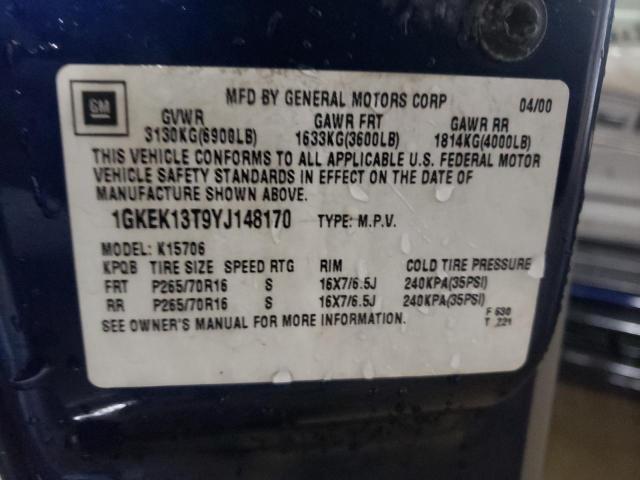 GM
MFD BY GENERAL MOTORS CORP 04/00
GVWR GAWR FRT GAWR RR
3130KG(6900LB) 1633KG(3600LB) 1814KG(4000LB)
THIS VEHICLE CONFORMS TO ALL APPLICABLE U.S. FEDERAL MOTOR
VEHICLE SAFETY STANDARDS IN EFFECT ON THE DATE OF
MANUFACTURE SHOWN ABOVE.
1GKEK13T9YJ148170 TYPE: M.P.V.
MODEL: K15706
KPQB TIRE SIZE SPEED RTG RIM COLD TIRE PRESSURE
FRT P265/70R16 S 16X7/6.5J 240KPA(35PSI)
RR P265/70R16 S 16X7/6.5J 240KPA(35PSI)
SEE OWNER'S MANUAL FOR MORE INFORMATION.
F 630
T 221